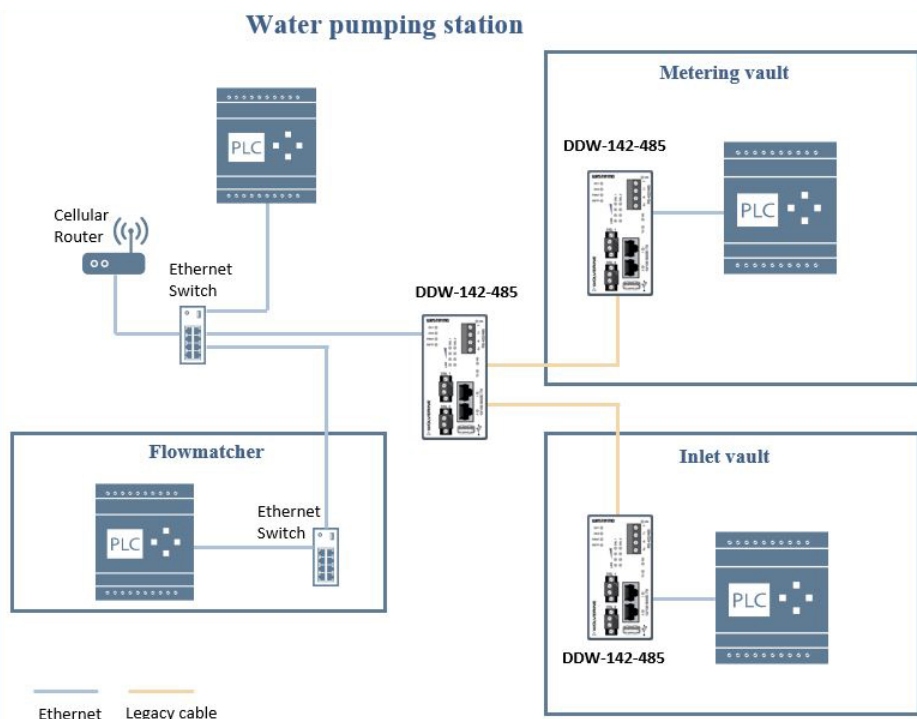 Water pumping station
Metering vault
DDW-142-485
PLC
PLC
Cellular
Router
Ethernet
Switch
DDW-142-485
Flowmatcher
Inlet vault
Ethernet
Switch
PLC
PLC
DDW-142-485
Ethernet
Legacy cable